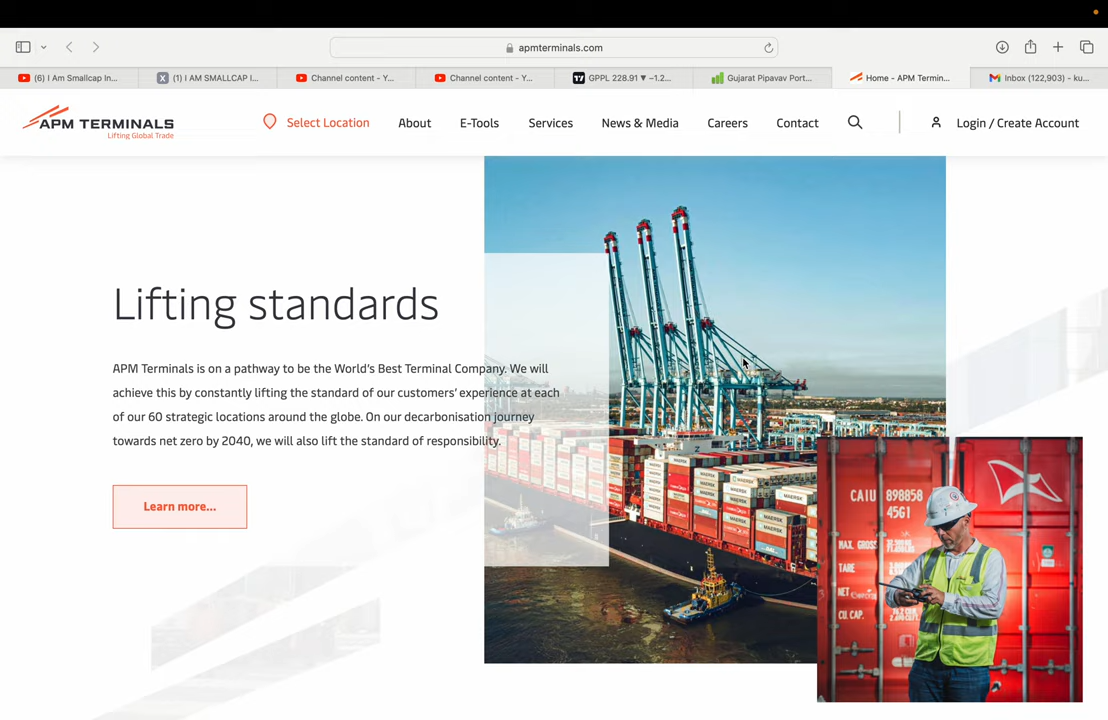 apmterminals.com
(6) I Am Smallcap In...
(1) I AM SMALLCAP I...
Channel content - Y...
Channel content - Y...
GPPL 228.91 ▼ −1.2...
Gujarat Pipavav Port...
Home - APM Termin...
Inbox (122,903) - ku...
APM TERMINALS
Lifting Global Trade
Select Location
About
E-Tools
Services
News & Media
Careers
Contact
Login / Create Account
Lifting standards
APM Terminals is on a pathway to be the World's Best Terminal Company. We will
achieve this by constantly lifting the standard of our customers' experience at each
of our 60 strategic locations around the globe. On our decarbonisation journey
towards net zero by 2040, we will also lift the standard of responsibility.
Learn more...
MAERSK
CAIU 898858
45G1
MAX. GROSS
TARE
NET
CU. CAP.